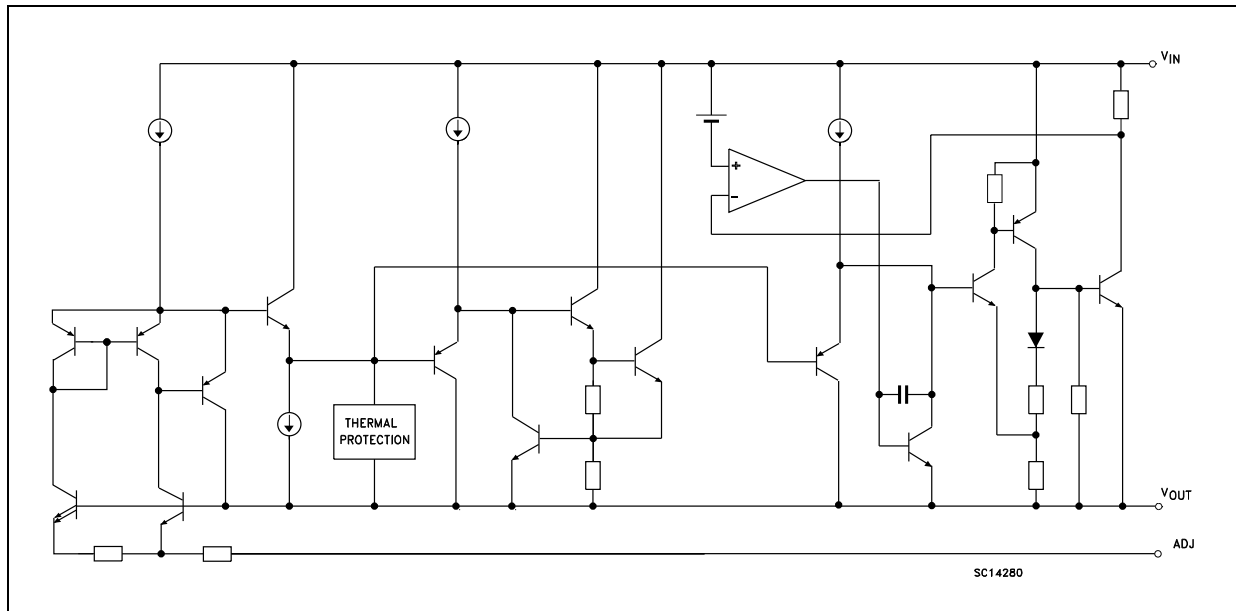 VIN
+
-
THERMAL
PROTECTION
VOUT
ADJ
SC14280